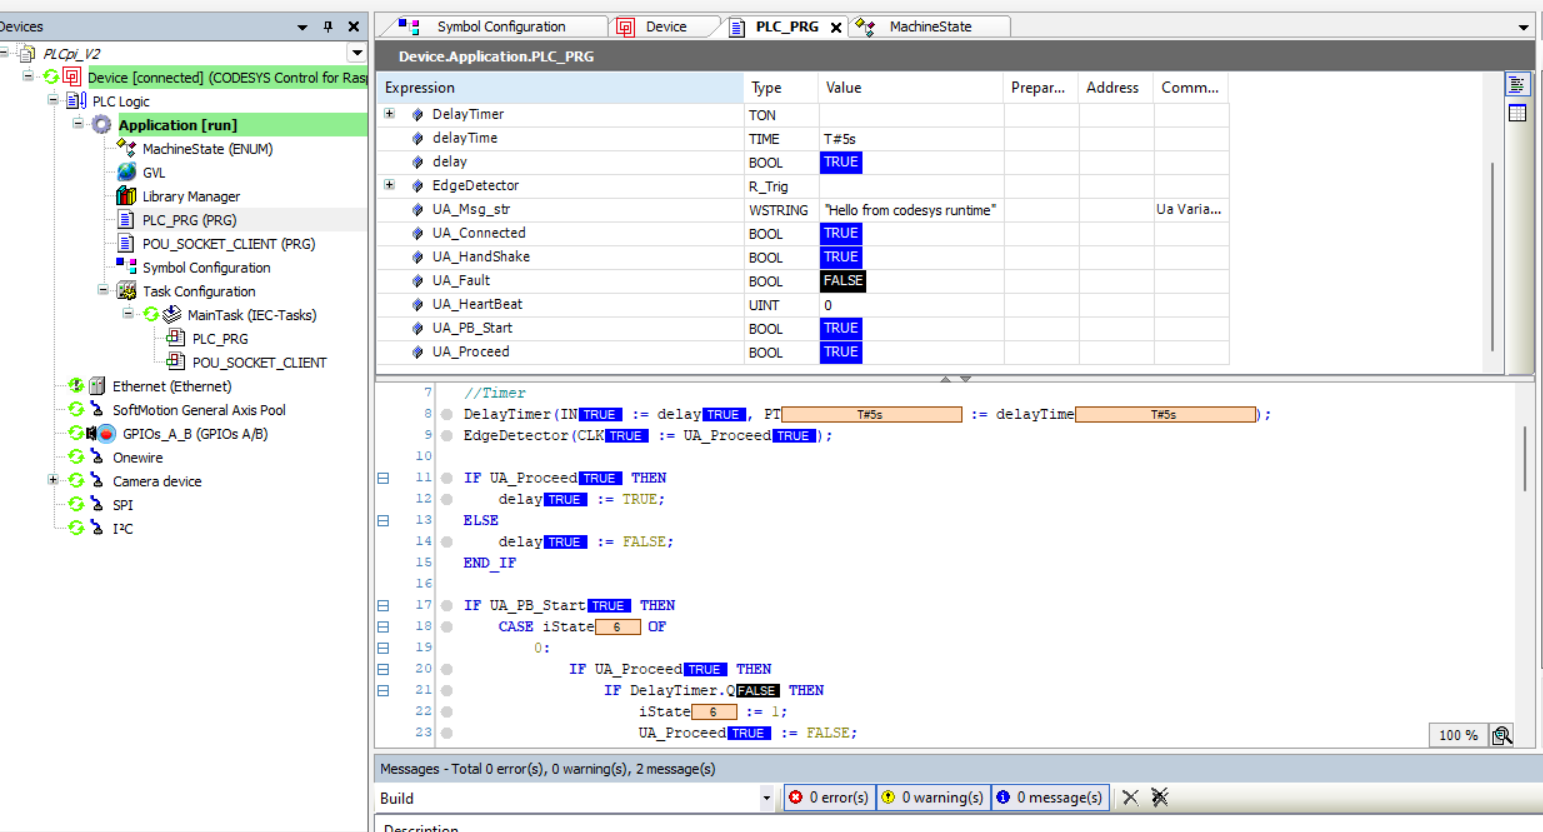 Devices
PLCpi_V2
Device [connected] (CODESYS Control for Rasp
PLC Logic
Application [run]
MachineState (ENUM)
GVL
Library Manager
PLC_PRG (PRG)
POU_SOCKET_CLIENT (PRG)
Symbol Configuration
Task Configuration
MainTask (IEC-Tasks)
PLC_PRG
POU_SOCKET_CLIENT
Ethernet (Ethernet)
SoftMotion General Axis Pool
GPIOs_A_B (GPIOs A/B)
Onewire
Camera device
SPI
I²C
Symbol Configuration Device PLC_PRG MachineState
Device.Application.PLC_PRG
Expression Type Value Prepar... Address Comm...
DelayTimer TON
delayTime TIME T#5s
delay BOOL TRUE
EdgeDetector R_Trig
UA_Msg_str WSTRING "Hello from codesys runtime" Ua Varia...
UA_Connected BOOL TRUE
UA_HandShake BOOL TRUE
UA_Fault BOOL FALSE
UA_HeartBeat UINT 0
UA_PB_Start BOOL TRUE
UA_Proceed BOOL TRUE
7 //Timer
8 DelayTimer(IN TRUE := delay TRUE , PT T#5s := delayTime T#5s );
9 EdgeDetector(CLK TRUE := UA_Proceed TRUE );
10
11 IF UA_Proceed TRUE THEN
12 delay TRUE := TRUE;
13 ELSE
14 delay TRUE := FALSE;
15 END_IF
16
17 IF UA_PB_Start TRUE THEN
18 CASE iState 6 OF
19 0:
20 IF UA_Proceed TRUE THEN
21 IF DelayTimer.Q FALSE THEN
22 iState 6 := 1;
23 UA_Proceed TRUE := FALSE;
100 %
Messages - Total 0 error(s), 0 warning(s), 2 message(s)
Build 0 error(s) 0 warning(s) 0 message(s)
Description